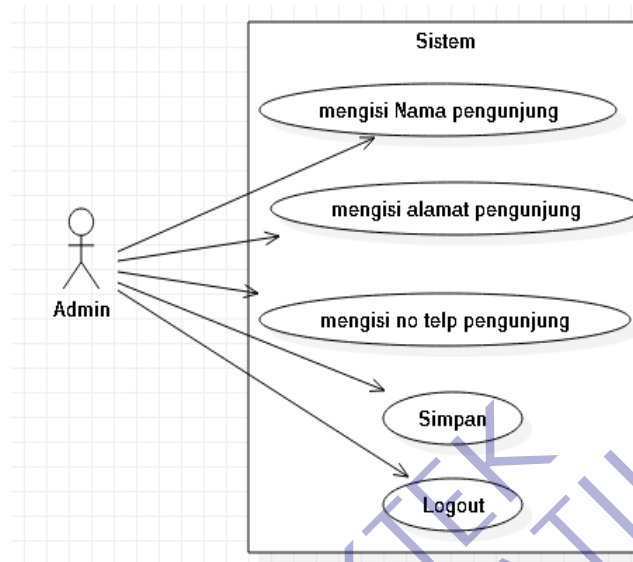 Sistem
mengisi Nama pengunjung
mengisi alamat pengunjung
Admin
mengisi no telp pengunjung
Simpan
Logout